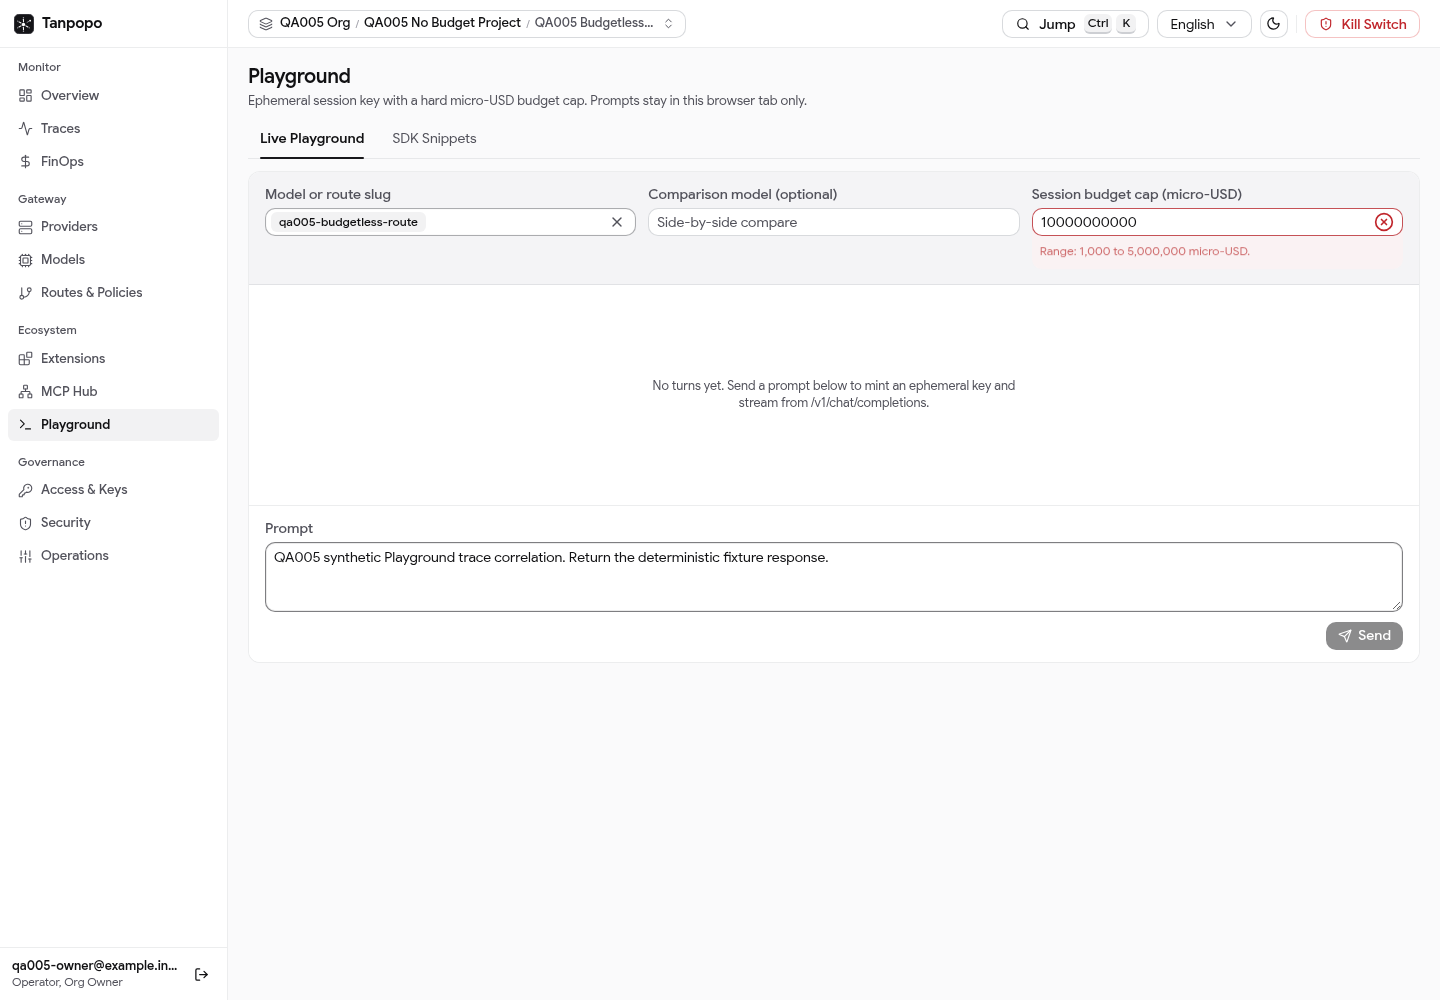 Tanpopo
QA005 Org / QA005 No Budget Project / QA005 Budgetless...
Jump Ctrl K
English
Kill Switch
Monitor
Overview
Traces
FinOps
Gateway
Providers
Models
Routes & Policies
Ecosystem
Extensions
MCP Hub
Playground
Governance
Access & Keys
Security
Operations
qa005-owner@example.in...
Operator, Org Owner
Playground
Ephemeral session key with a hard micro-USD budget cap. Prompts stay in this browser tab only.
Live Playground
SDK Snippets
Model or route slug
qa005-budgetless-route
Comparison model (optional)
Side-by-side compare
Session budget cap (micro-USD)
10000000000
Range: 1,000 to 5,000,000 micro-USD.
No turns yet. Send a prompt below to mint an ephemeral key and
stream from /v1/chat/completions.
Prompt
QA005 synthetic Playground trace correlation. Return the deterministic fixture response.
Send